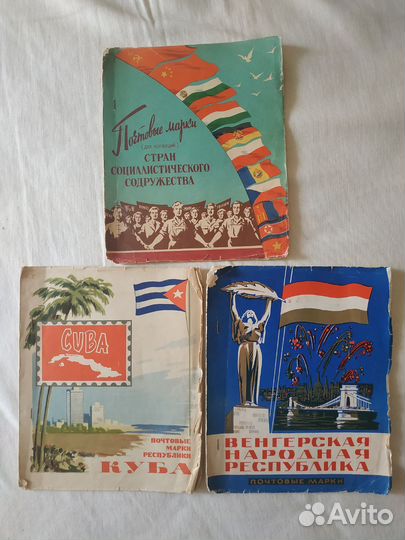 Почтовые марки
(для коллекций)
СТРАН
СОЦИАЛИСТИЧЕСКОГО
СОДРУЖЕСТВА
CUBA
ПОЧТОВЫЕ
МАРКИ
РЕСПУБЛИКИ
КУБА
ВЕНГЕРСКАЯ
НАРОДНАЯ
РЕСПУБЛИКА
ПОЧТОВЫЕ МАРКИ
Avito